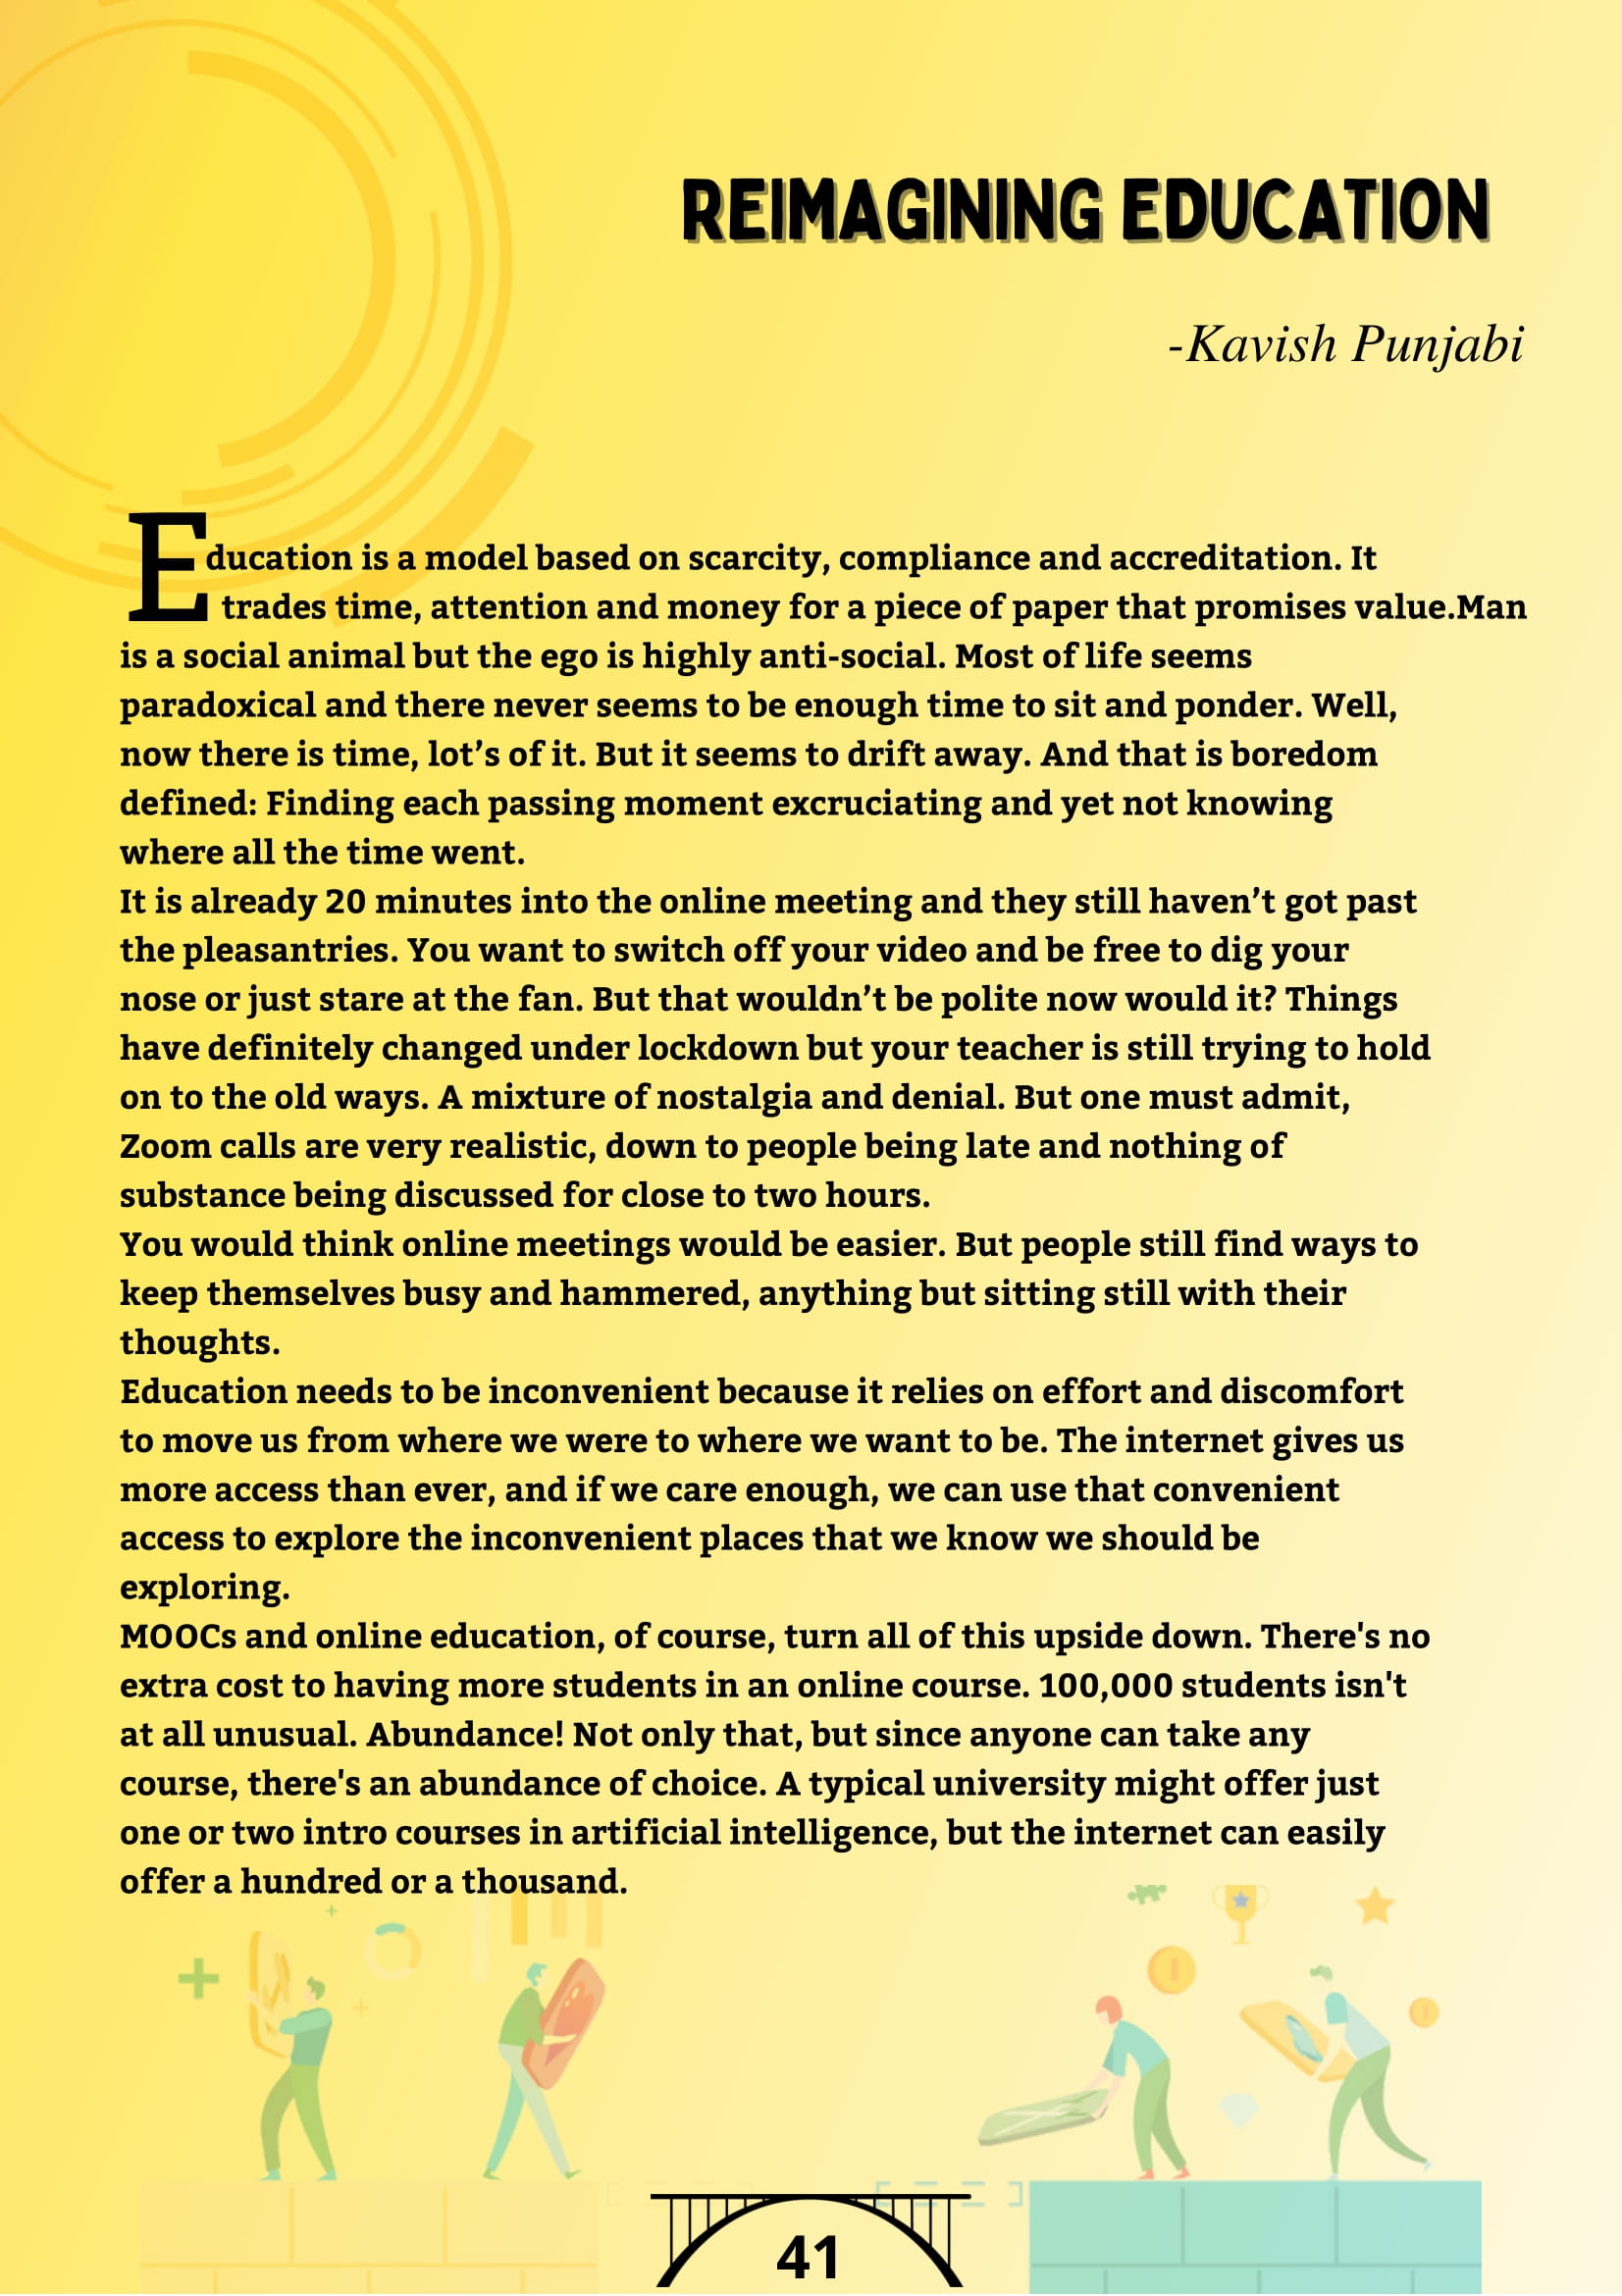 REIMAGINING EDUCATION
-Kavish Punjabi
Education is a model based on scarcity, compliance and accreditation. It
trades time, attention and money for a piece of paper that promises value.Man
is a social animal but the ego is highly anti-social. Most of life seems
paradoxical and there never seems to be enough time to sit and ponder. Well,
now there is time, lot’s of it. But it seems to drift away. And that is boredom
defined: Finding each passing moment excruciating and yet not knowing
where all the time went.
It is already 20 minutes into the online meeting and they still haven’t got past
the pleasantries. You want to switch off your video and be free to dig your
nose or just stare at the fan. But that wouldn’t be polite now would it? Things
have definitely changed under lockdown but your teacher is still trying to hold
on to the old ways. A mixture of nostalgia and denial. But one must admit,
Zoom calls are very realistic, down to people being late and nothing of
substance being discussed for close to two hours.
You would think online meetings would be easier. But people still find ways to
keep themselves busy and hammered, anything but sitting still with their
thoughts.
Education needs to be inconvenient because it relies on effort and discomfort
to move us from where we were to where we want to be. The internet gives us
more access than ever, and if we care enough, we can use that convenient
access to explore the inconvenient places that we know we should be
exploring.
MOOCs and online education, of course, turn all of this upside down. There's no
extra cost to having more students in an online course. 100,000 students isn't
at all unusual. Abundance! Not only that, but since anyone can take any
course, there's an abundance of choice. A typical university might offer just
one or two intro courses in artificial intelligence, but the internet can easily
offer a hundred or a thousand.
41